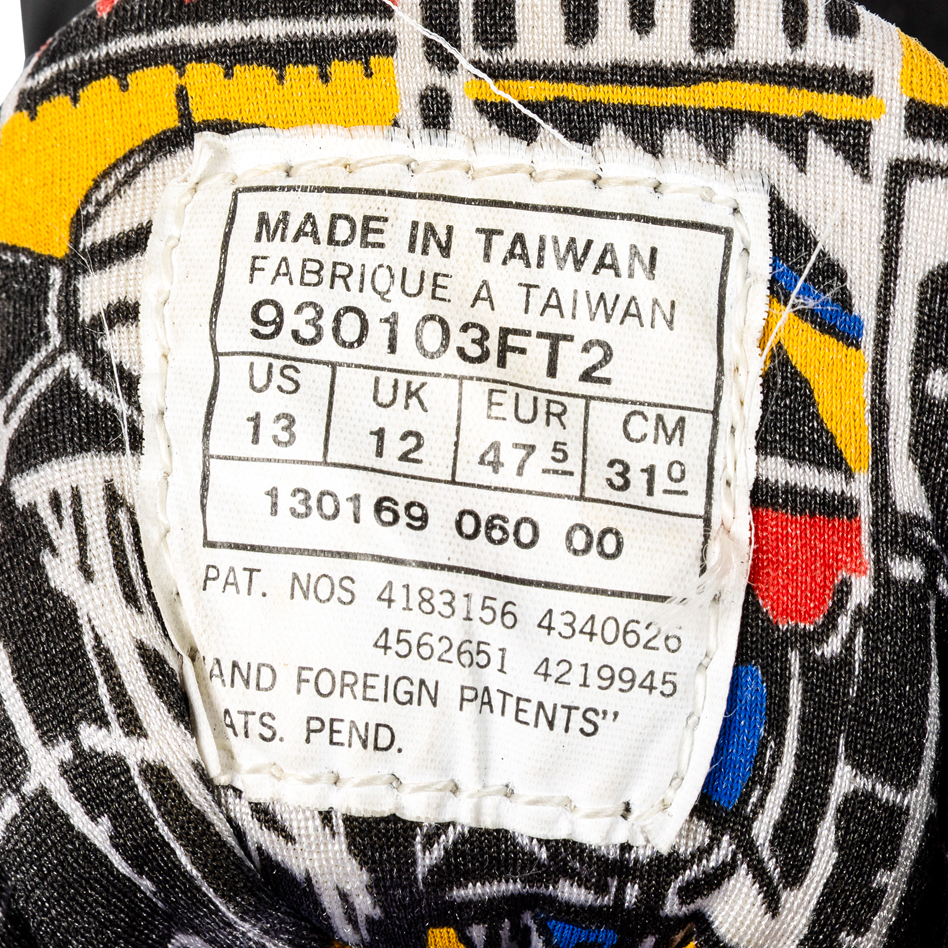 MADE IN TAIWAN
FABRIQUE A TAIWAN
930103FT2
US UK EUR CM
13 12 47 5 31 0
130169 060 00
PAT. NOS 4183156 4340626
4562651 4219945
AND FOREIGN PATENTS”
ATS. PEND.